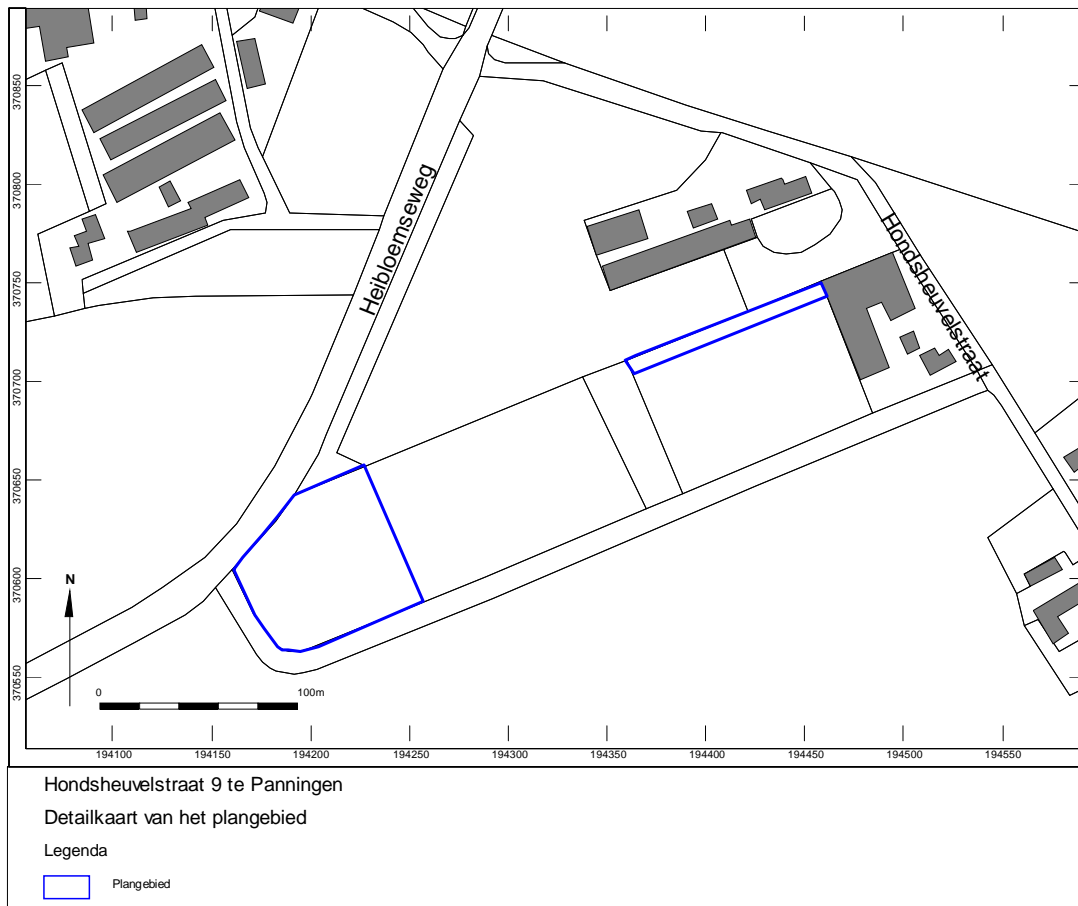 370850
370800
370750
370700
370650
370600
370550
Heibloemseweg
Hondsheuvelstraat
N
0 100m
194100 194150 194200 194250 194300 194350 194400 194450 194500 194550
Hondsheuvelstraat 9 te Panningen
Detailkaart van het plangebied
Legenda
Plangebied